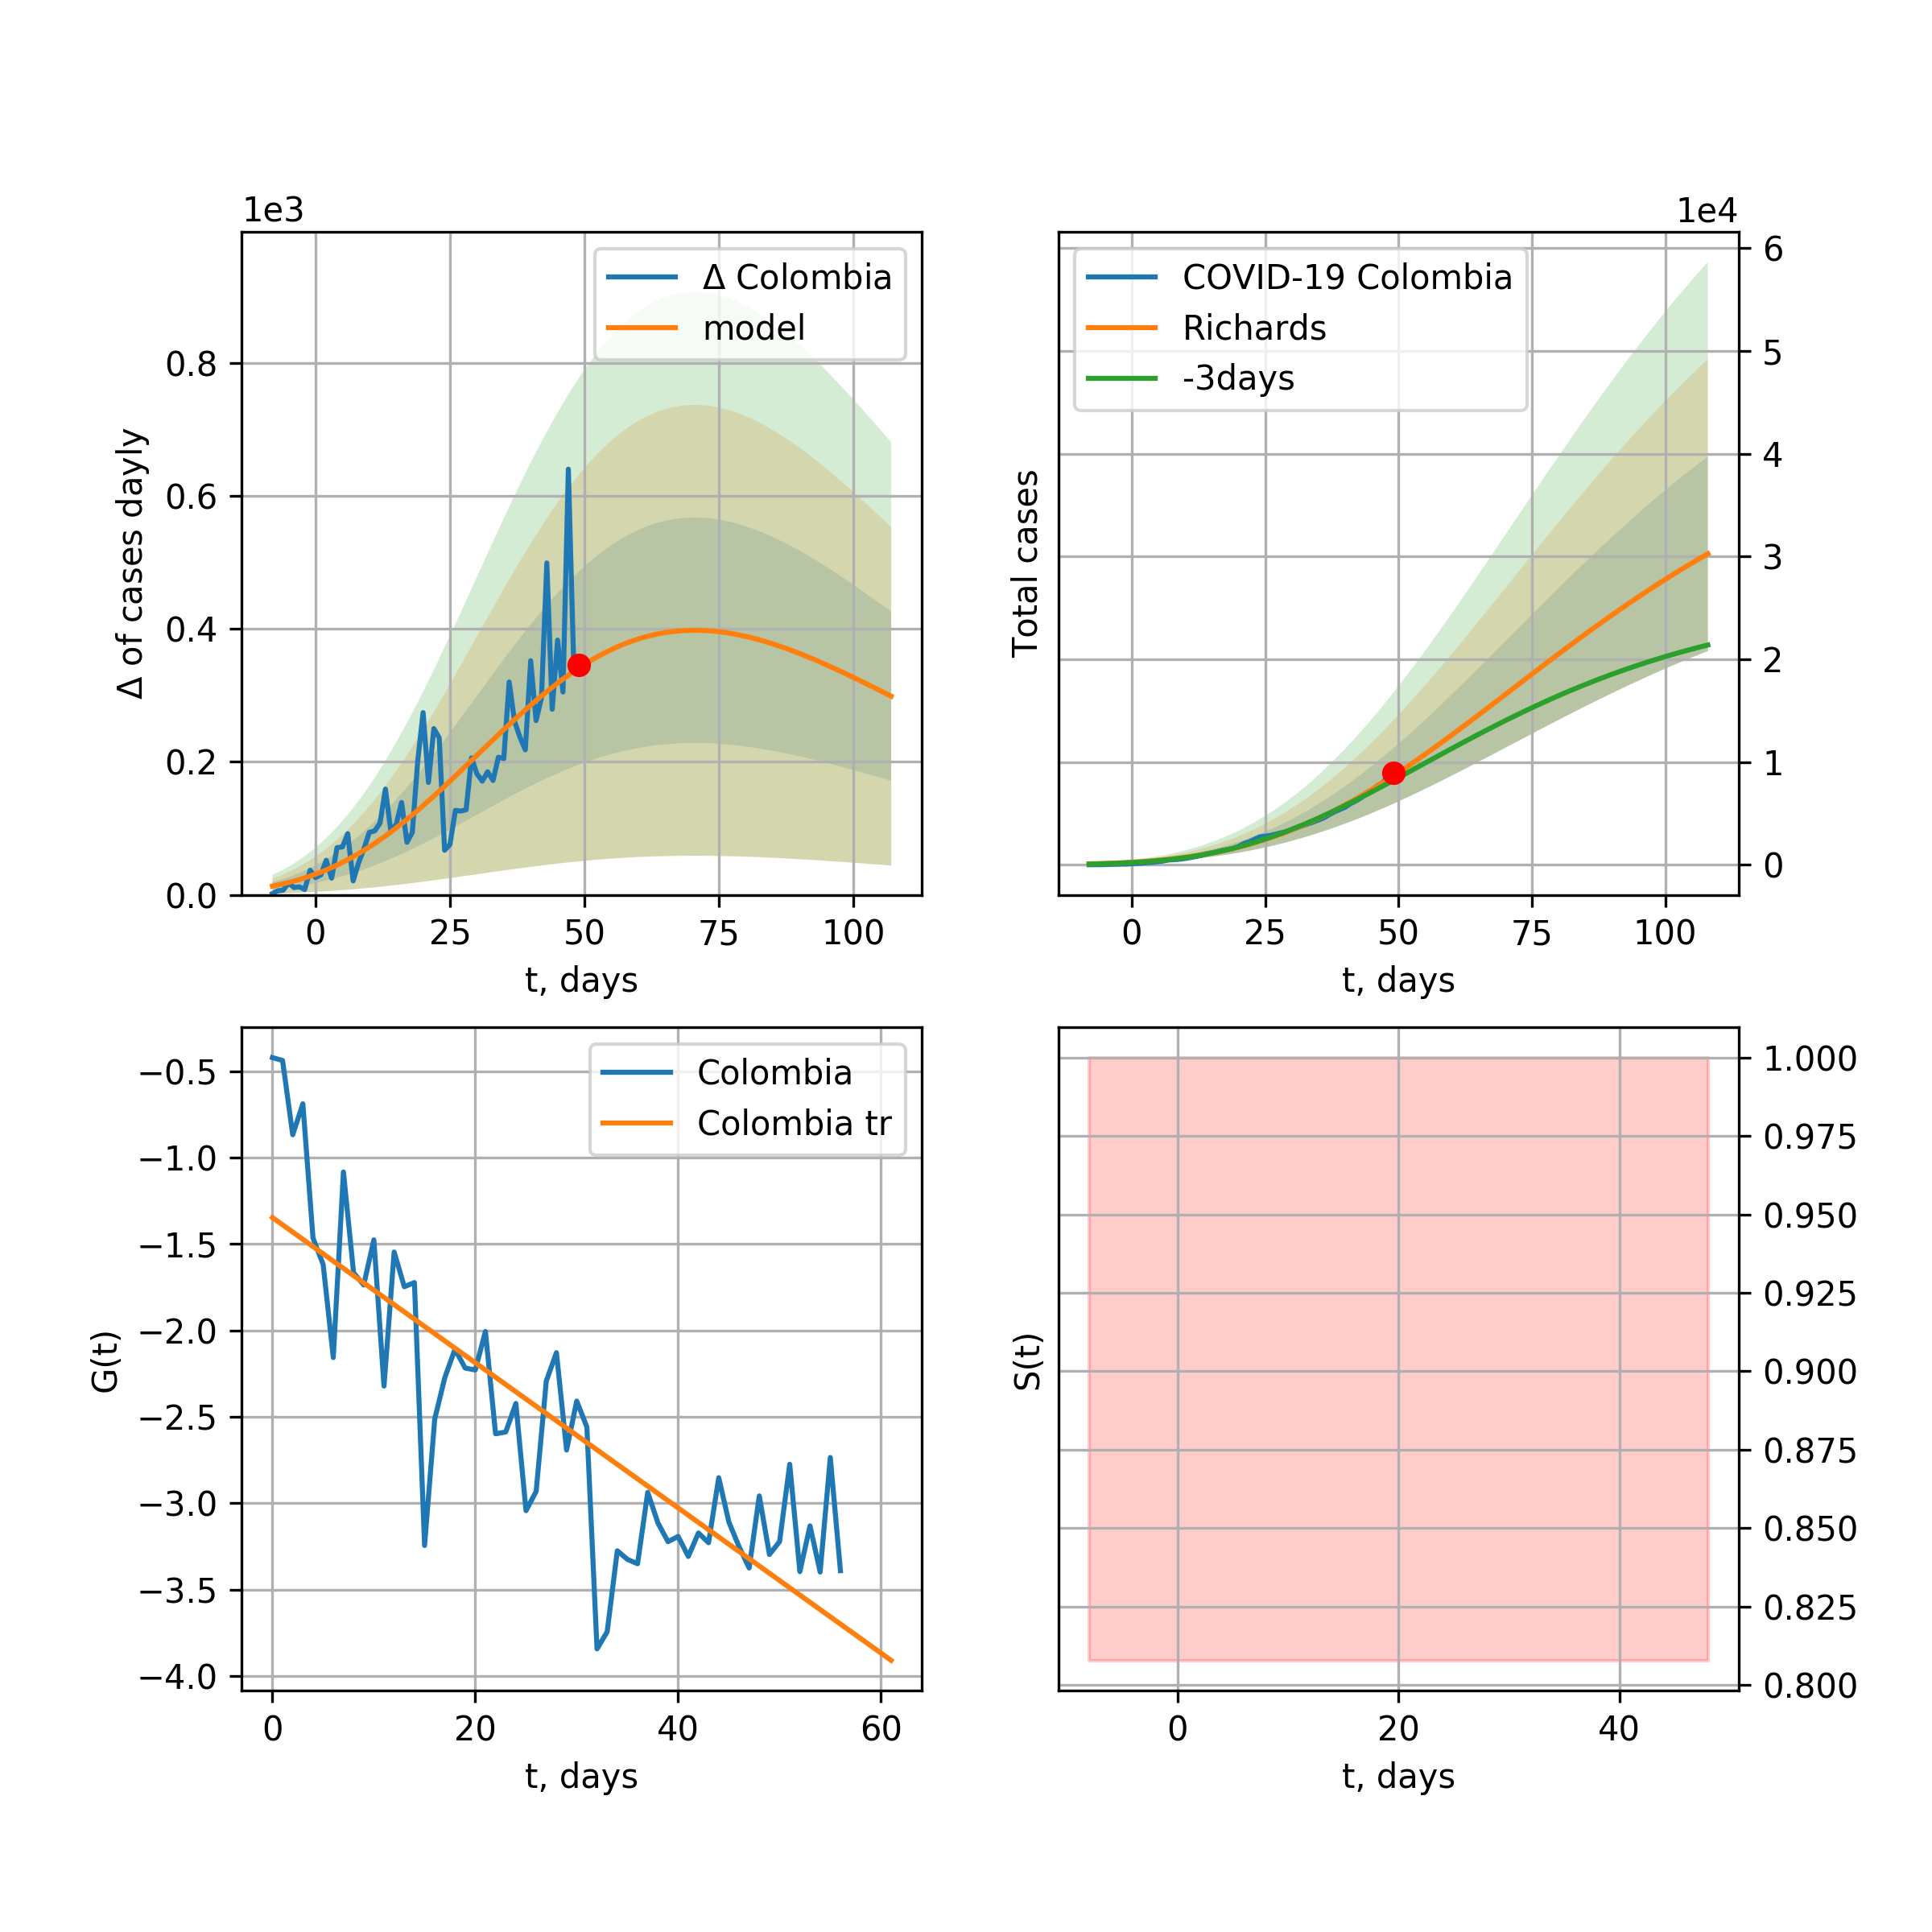 1e3
Δ Colombia
model
0.8
0.6
0.4
0.2
0.0
Δ of cases dayly
0 25 50 75 100
t, days
1e4
COVID-19 Colombia
Richards
-3days
6
5
4
3
2
1
0
Total cases
0 25 50 75 100
t, days
Colombia
Colombia tr
−0.5
−1.0
−1.5
−2.0
−2.5
−3.0
−3.5
−4.0
G(t)
0 20 40 60
t, days
1.000
0.975
0.950
0.925
0.900
0.875
0.850
0.825
0.800
S(t)
0 20 40
t, days